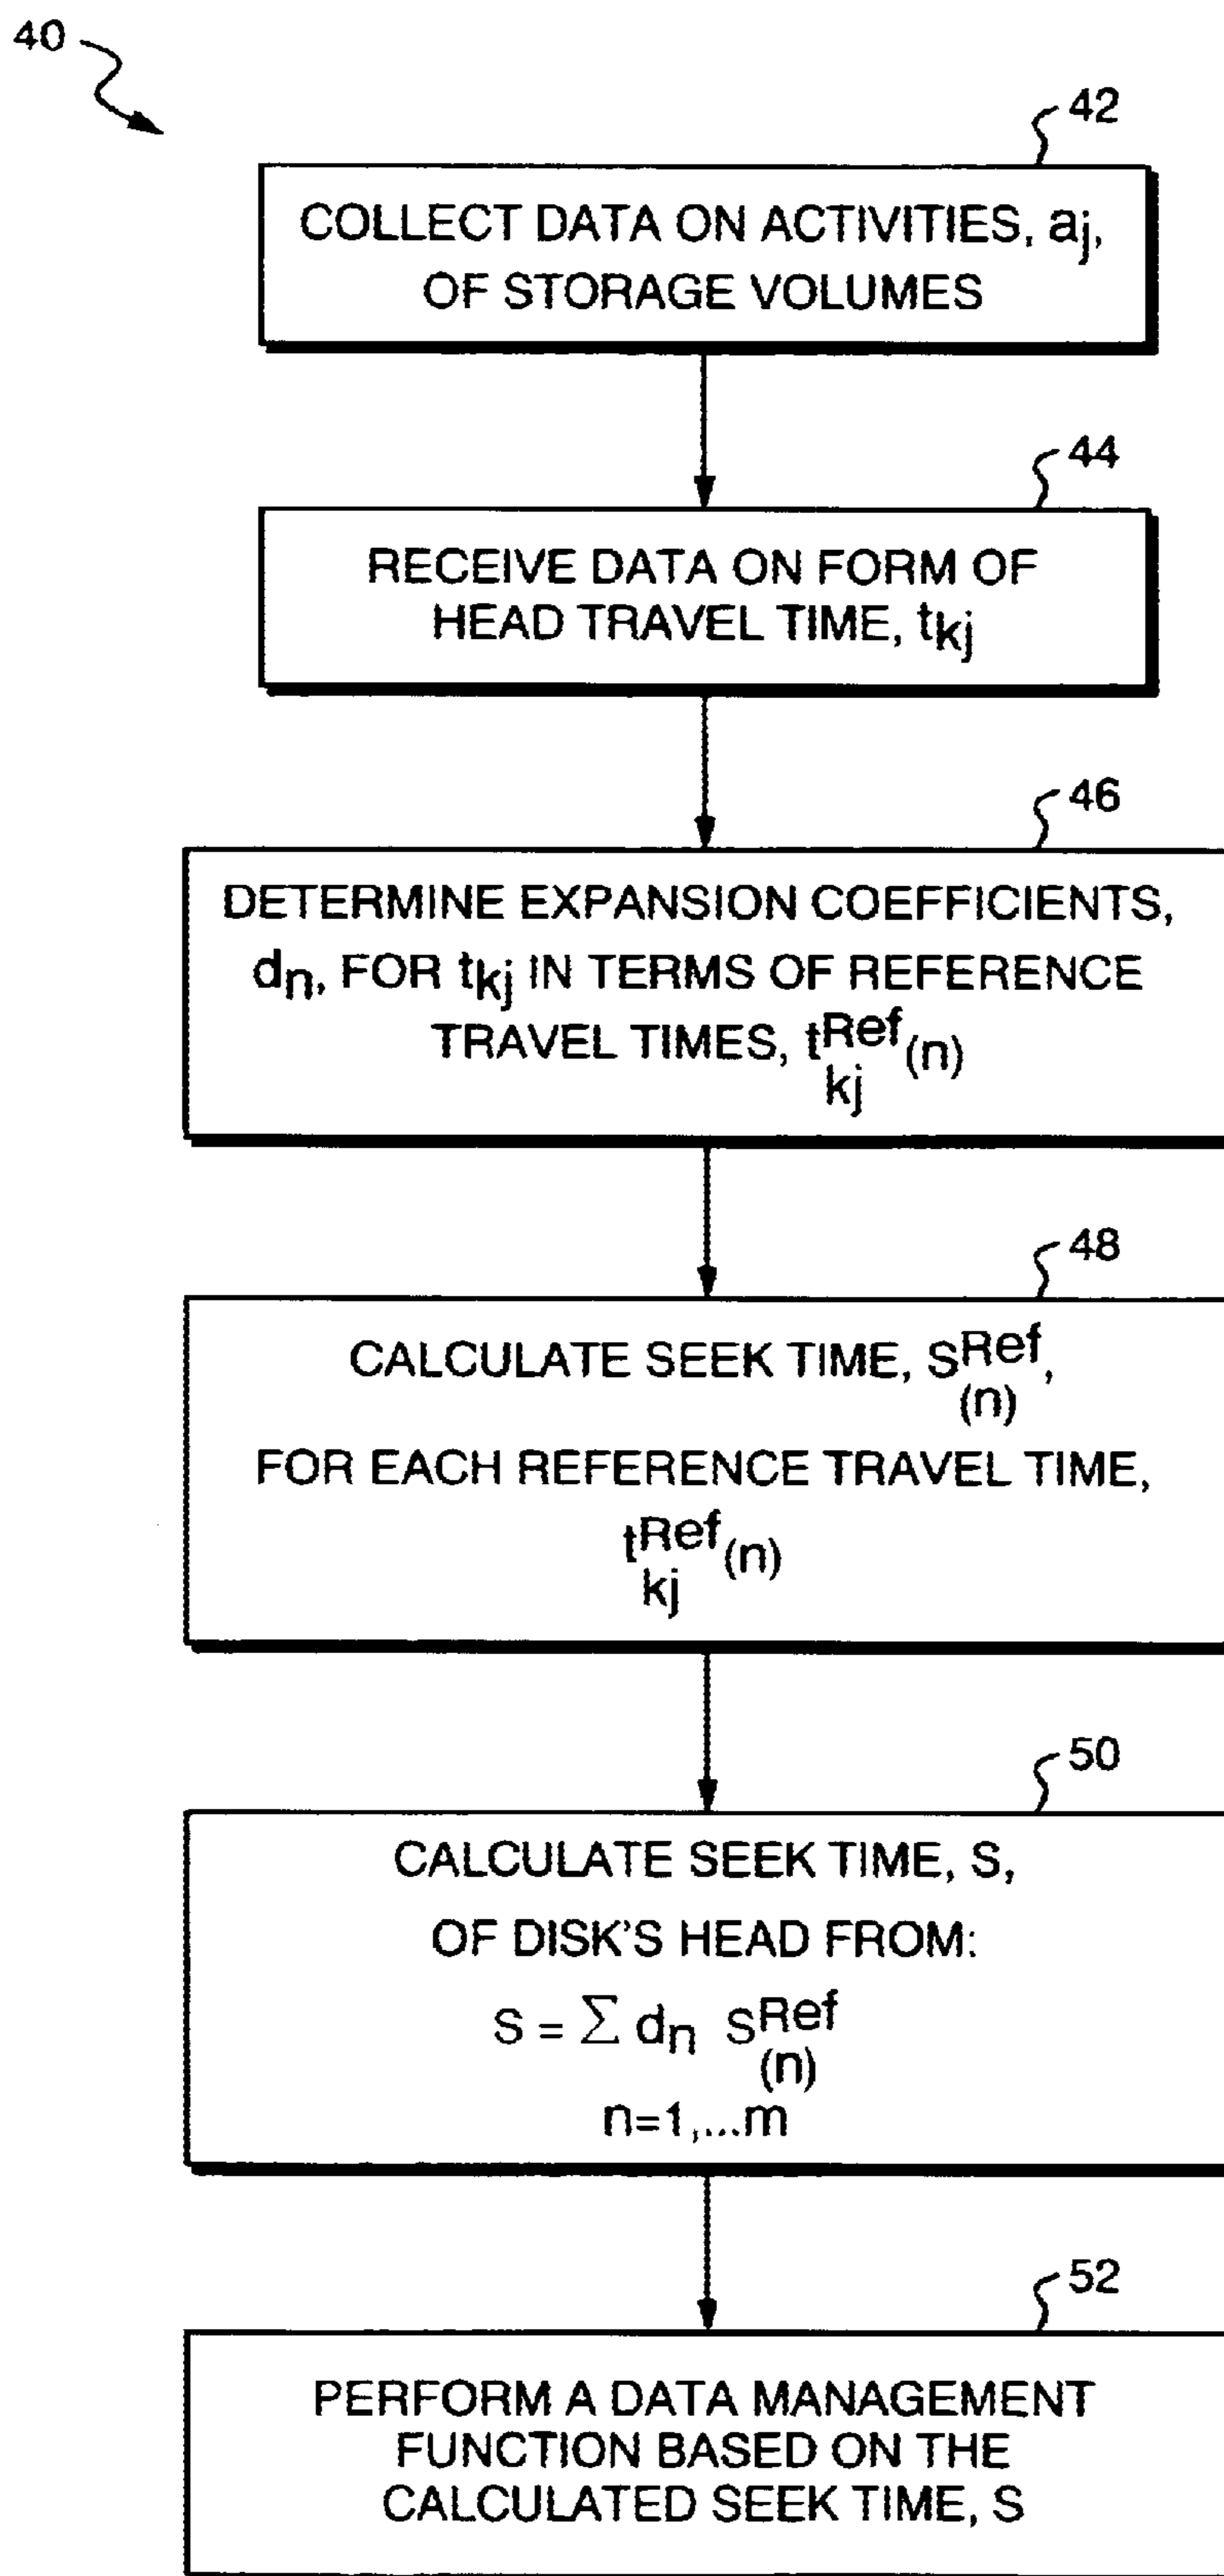 40
42
COLLECT DATA ON ACTIVITIES, aj,
OF STORAGE VOLUMES
44
RECEIVE DATA ON FORM OF
HEAD TRAVEL TIME, tkj
46
DETERMINE EXPANSION COEFFICIENTS,
dn, FOR tkj IN TERMS OF REFERENCE
TRAVEL TIMES, tRef(n)
kj
48
CALCULATE SEEK TIME, SRef,
(n)
FOR EACH REFERENCE TRAVEL TIME,
tRef(n)
kj
50
CALCULATE SEEK TIME, S,
OF DISK'S HEAD FROM:
S = Σ dn SRef
(n)
n=1,...m
52
PERFORM A DATA MANAGEMENT
FUNCTION BASED ON THE
CALCULATED SEEK TIME, S